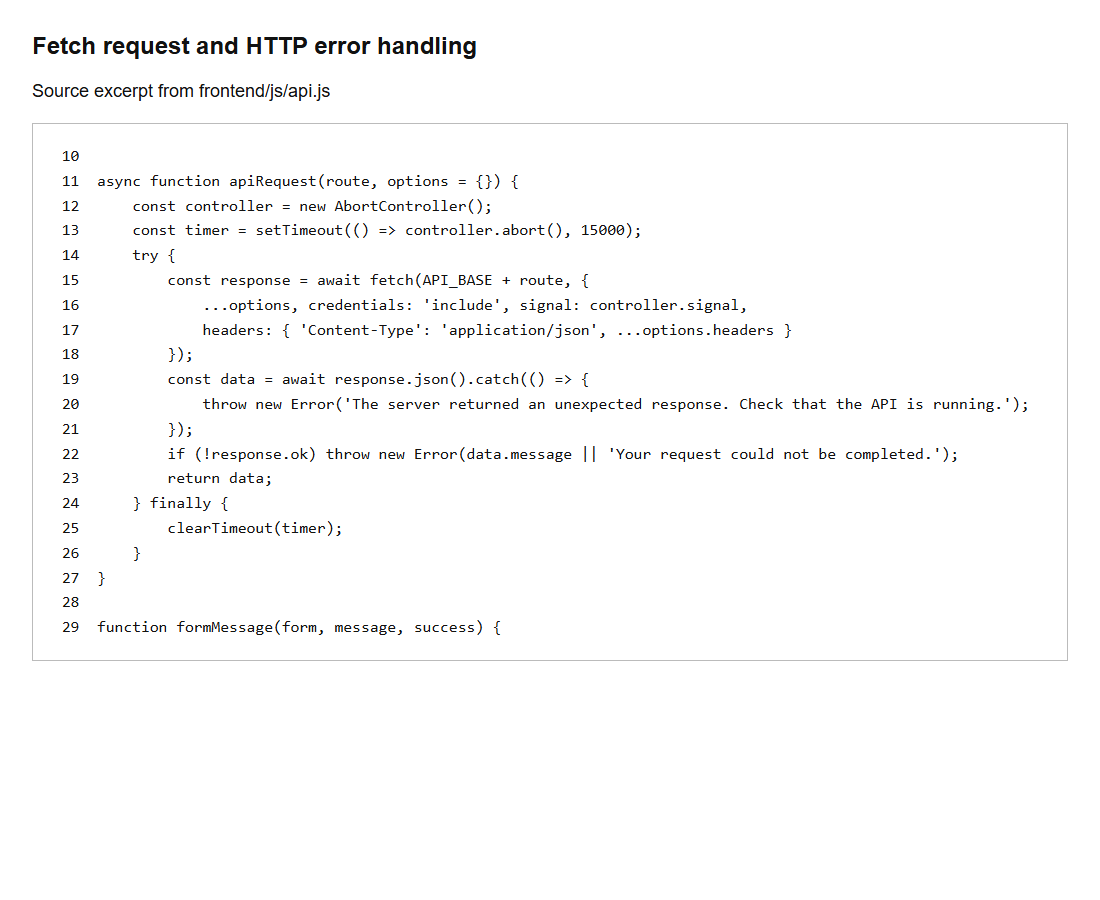 Fetch request and HTTP error handling
Source excerpt from frontend/js/api.js
10
11  async function apiRequest(route, options = {}) {
12      const controller = new AbortController();
13      const timer = setTimeout(() => controller.abort(), 15000);
14      try {
15          const response = await fetch(API_BASE + route, {
16              ...options, credentials: 'include', signal: controller.signal,
17              headers: { 'Content-Type': 'application/json', ...options.headers }
18          });
19          const data = await response.json().catch(() => {
20              throw new Error('The server returned an unexpected response. Check that the API is running.');
21          });
22          if (!response.ok) throw new Error(data.message || 'Your request could not be completed.');
23          return data;
24      } finally {
25          clearTimeout(timer);
26      }
27  }
28
29  function formMessage(form, message, success) {